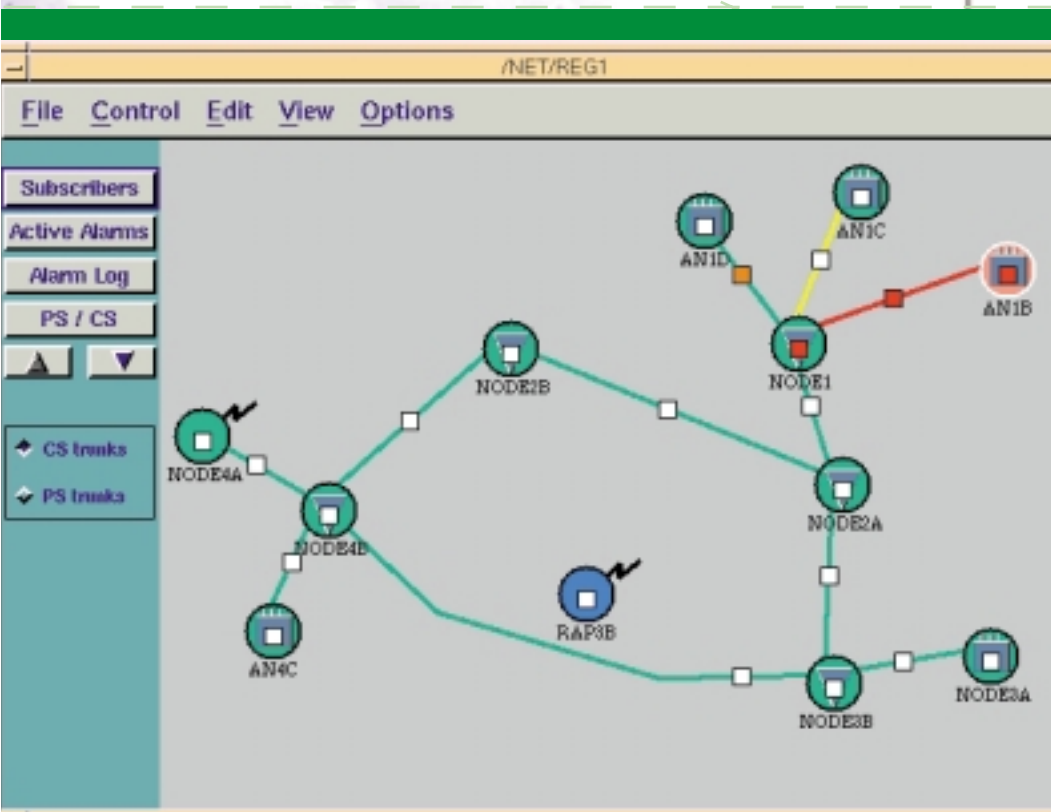 /NET/REG1
File Control Edit View Options
Subscribers
Active Alarms
Alarm Log
PS / CS
CS trunks
PS trunks
AN1D
AN1C
AN1B
NODE1
NODE2B
NODE4A
NODE2A
NODE4B
RAP3B
AN4C
NODE3A
NODE3B